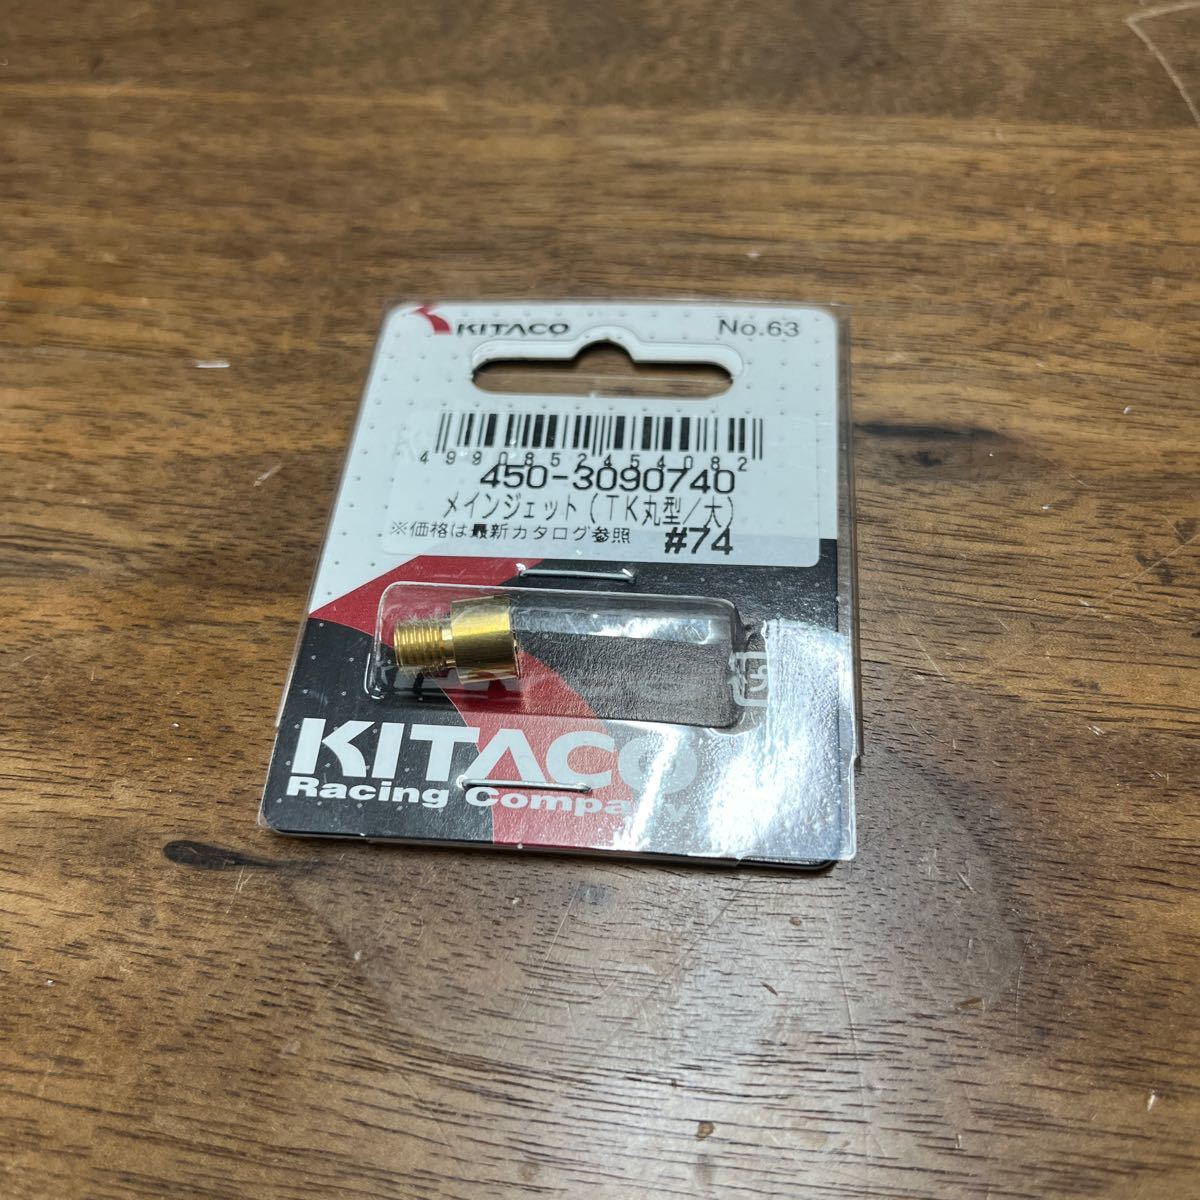 KITACO
No.63
4990852454082
450-3090740
メインジェット(TK丸型/大)
※価格は最新カタログ参照 #74
KITACO
Racing Company